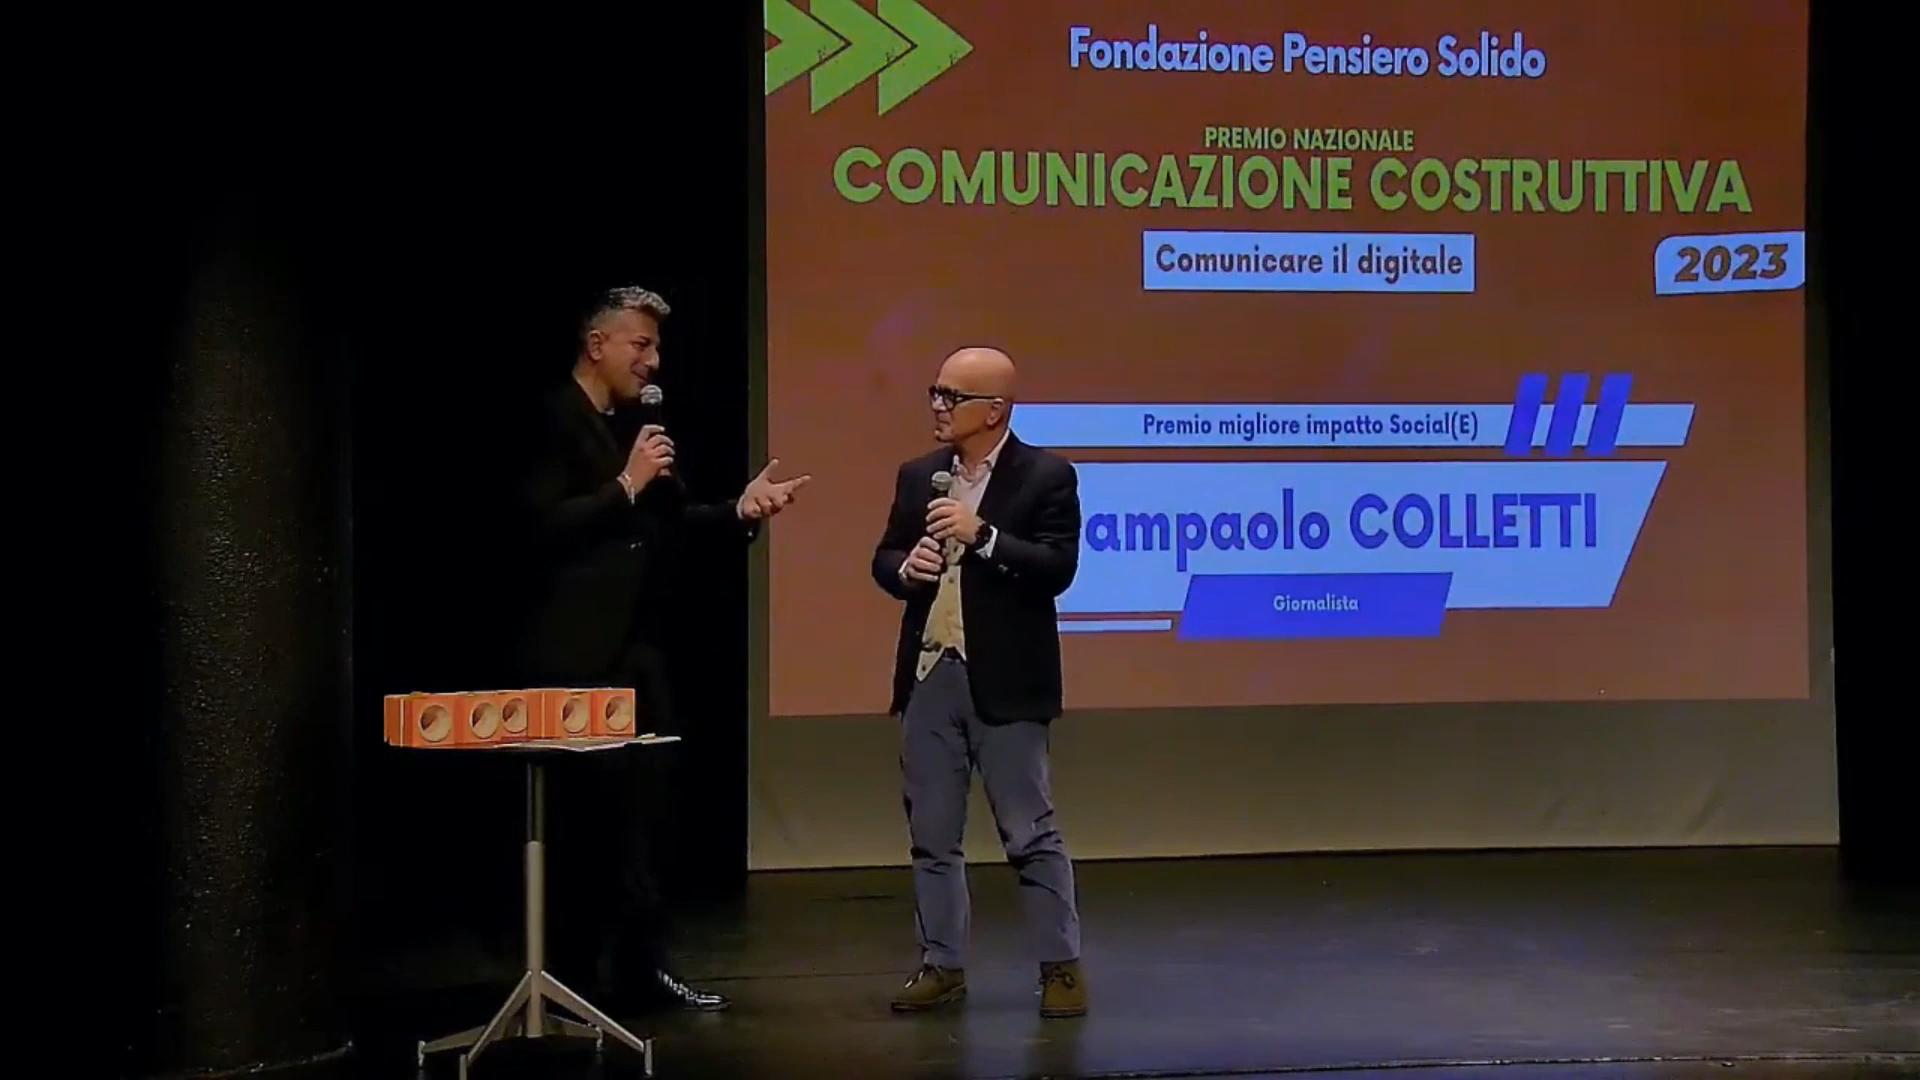 Fondazione Pensiero Solido
PREMIO NAZIONALE
COMUNICAZIONE COSTRUTTIVA
Comunicare il digitale
2023
Premio migliore impatto Social(E)
ampaolo COLLETTI
Giornalista